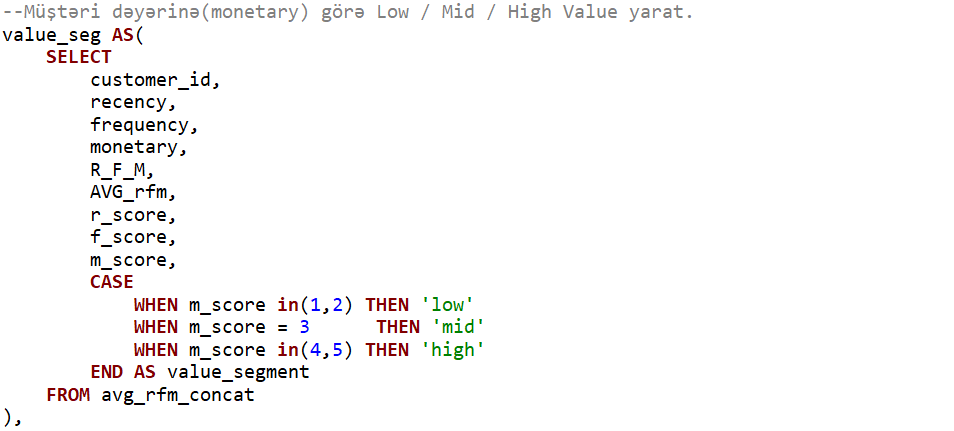 --Müştəri dəyərinə(monetary) görə Low / Mid / High Value yarat.
value_seg AS(
    SELECT
        customer_id,
        recency,
        frequency,
        monetary,
        R_F_M,
        AVG_rfm,
        r_score,
        f_score,
        m_score,
        CASE
            WHEN m_score in(1,2) THEN 'low'
            WHEN m_score = 3      THEN 'mid'
            WHEN m_score in(4,5) THEN 'high'
        END AS value_segment
    FROM avg_rfm_concat
),